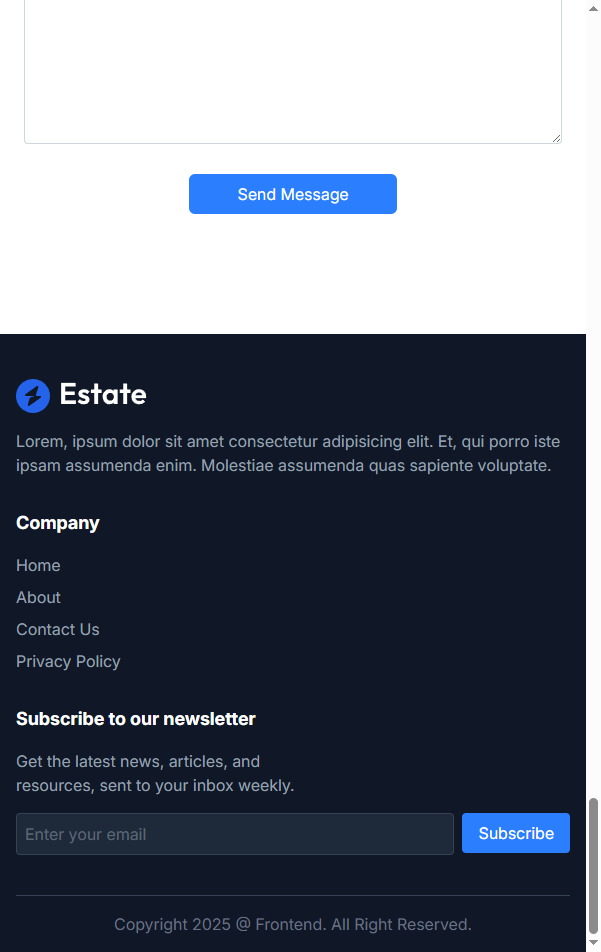 Send Message
Estate
Lorem, ipsum dolor sit amet consectetur adipisicing elit. Et, qui porro iste
ipsam assumenda enim. Molestiae assumenda quas sapiente voluptate.
Company
Home
About
Contact Us
Privacy Policy
Subscribe to our newsletter
Get the latest news, articles, and
resources, sent to your inbox weekly.
Enter your email
Subscribe
Copyright 2025 @ Frontend. All Right Reserved.